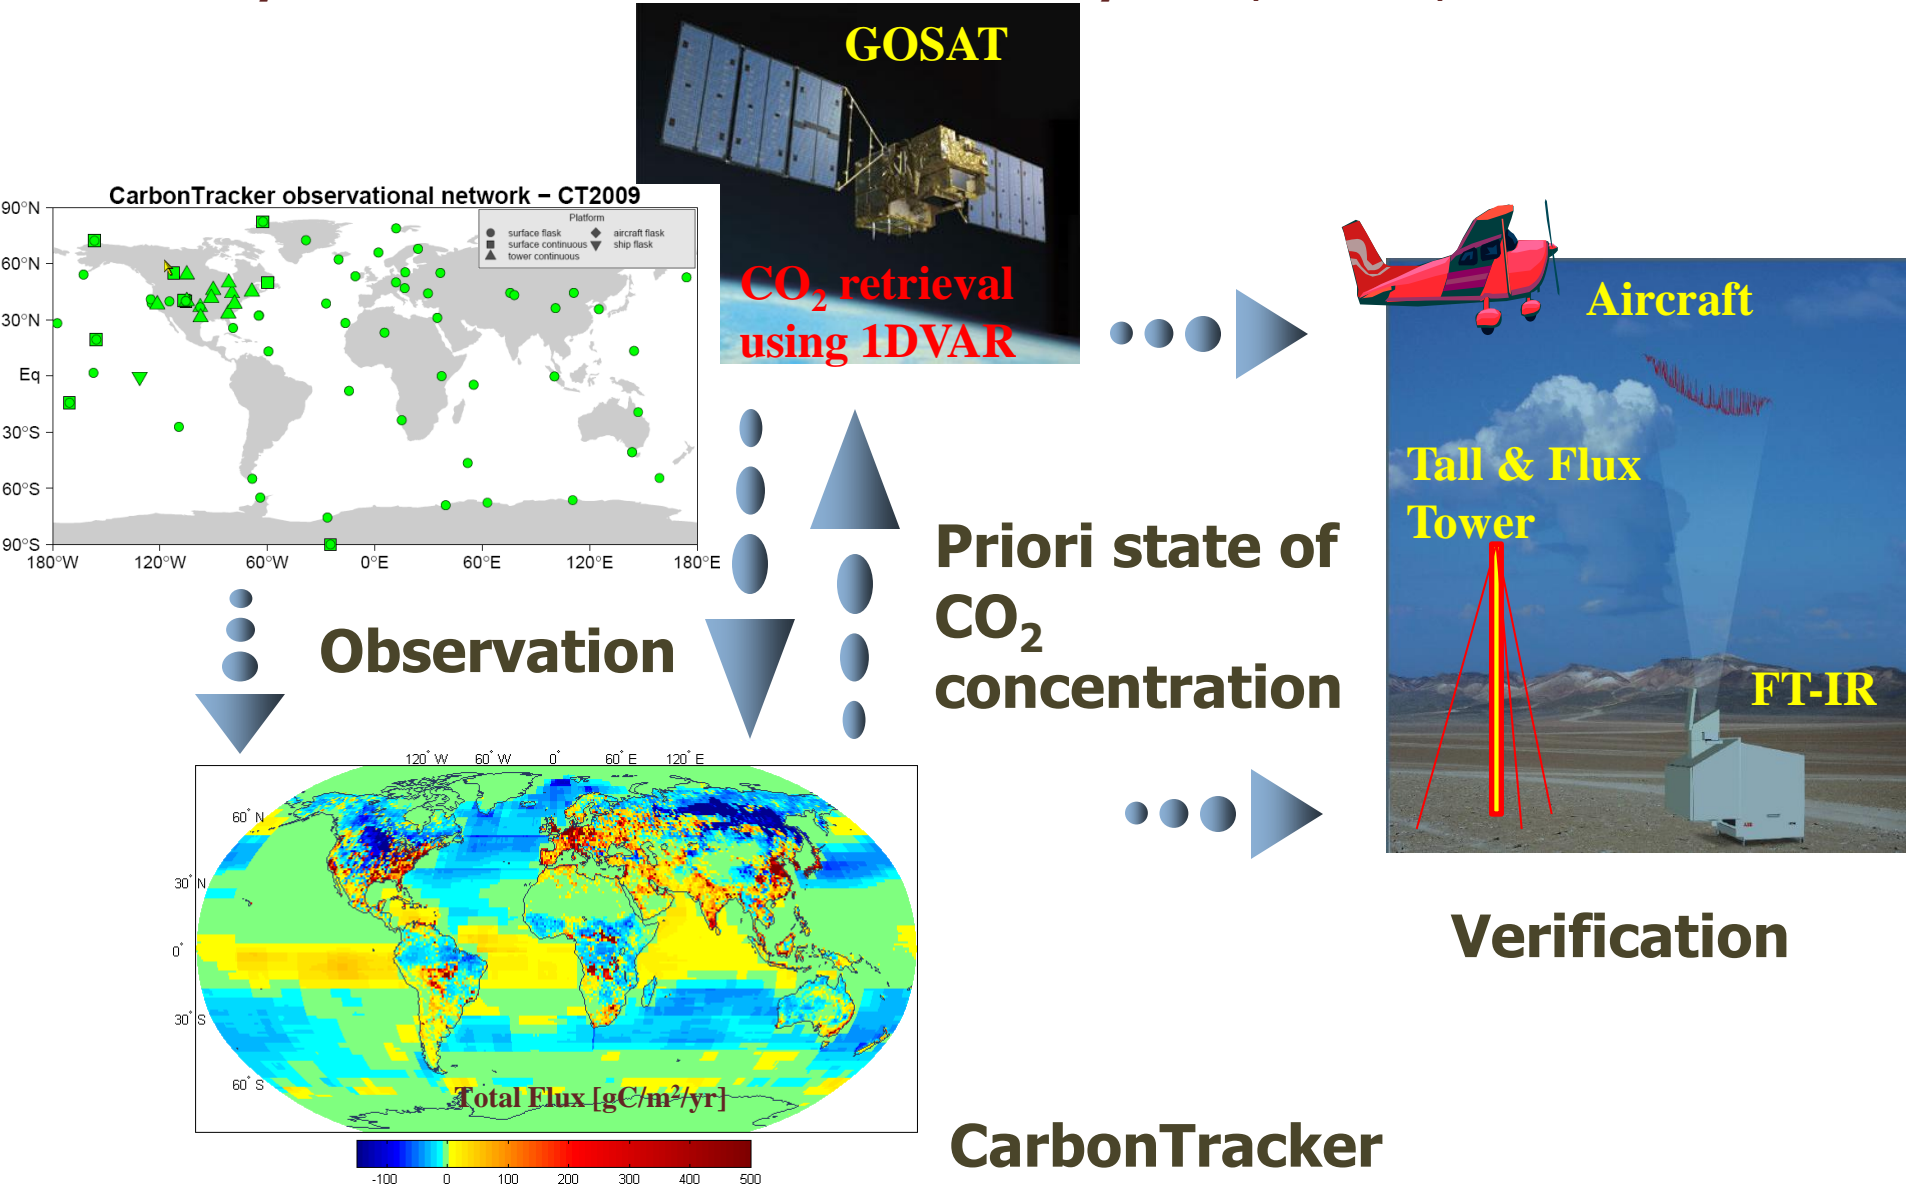 GOSAT
CO2 retrieval
using 1DVAR
CarbonTracker observational network − CT2009
Platform
surface flask
aircraft flask
surface continuous
ship flask
tower continuous
90°N
60°N
30°N
Eq
30°S
60°S
90°S
180°W 120°W 60°W 0°E 60°E 120°E 180°E
Aircraft
Tall & Flux
Tower
FT-IR
Observation
Priori state of
CO2
concentration
Verification
120° W 60° W 0° 60° E 120° E
60° N
30° N
0°
30° S
60° S
Total Flux [gC/m2/yr]
-100 0 100 200 300 400 500
CarbonTracker